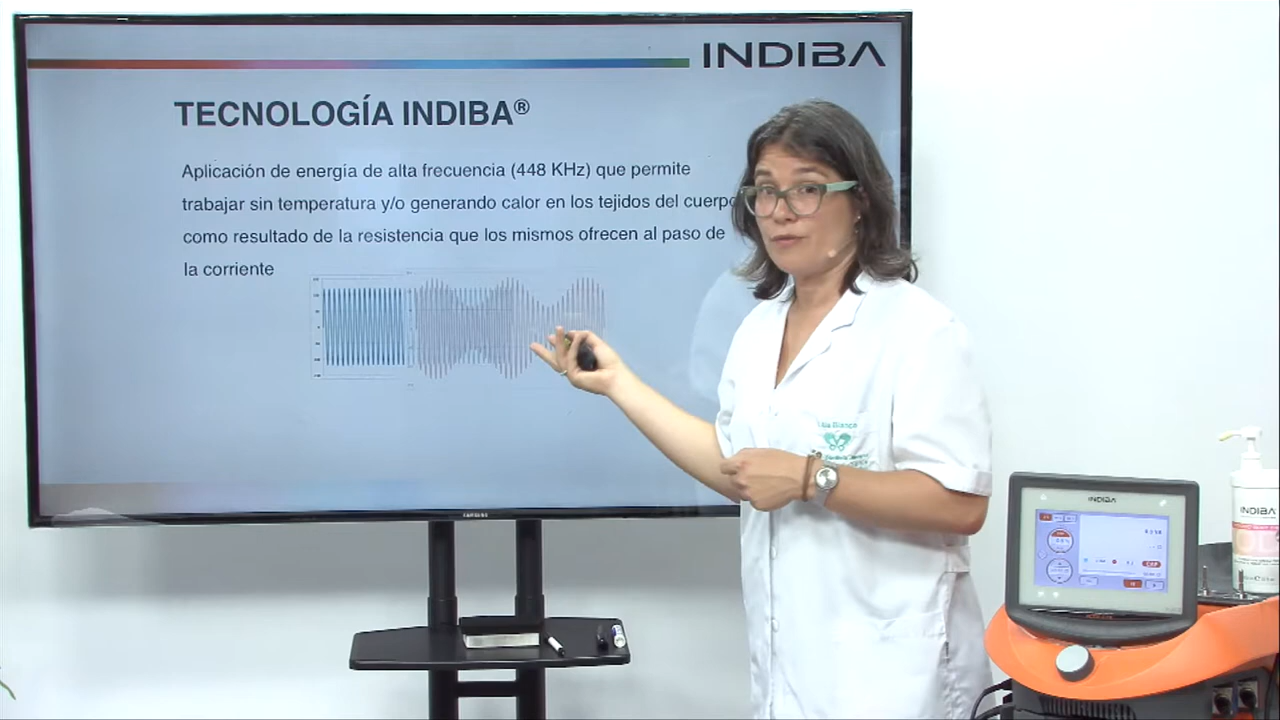 INDIBA
TECNOLOGÍA INDIBA®
Aplicación de energía de alta frecuencia (448 KHz) que permite
trabajar sin temperatura y/o generando calor en los tejidos del cuerpo
como resultado de la resistencia que los mismos ofrecen al paso de
la corriente
SAMSUNG
INDIBA
INDIBA
CAP